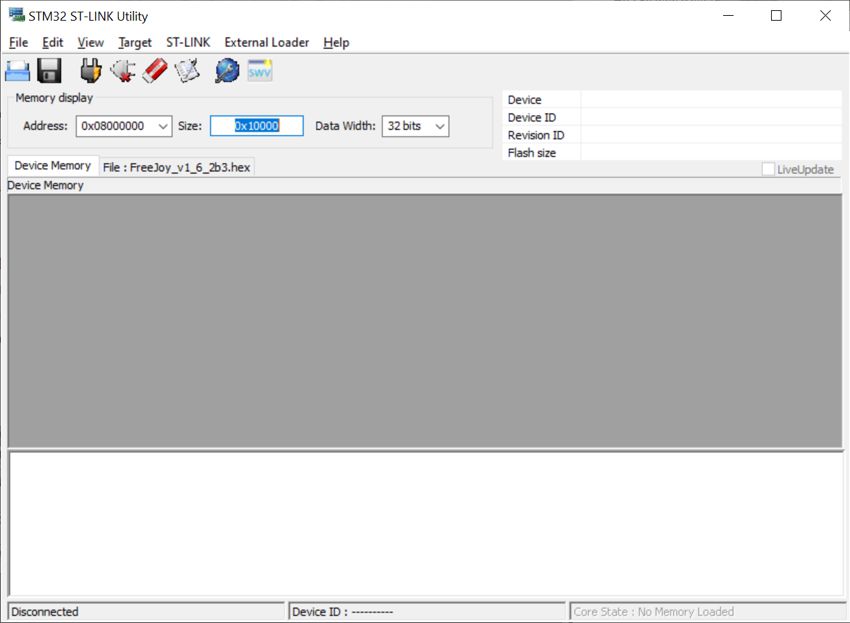 STM32 ST-LINK Utility
File Edit View Target ST-LINK External Loader Help
SWV
Memory display
Address: 0x08000000 Size: 0x10000 Data Width: 32 bits
Device
Device ID
Revision ID
Flash size
Device Memory File : FreeJoy_v1_6_2b3.hex
LiveUpdate
Device Memory
Disconnected Device ID : ---------- Core State : No Memory Loaded